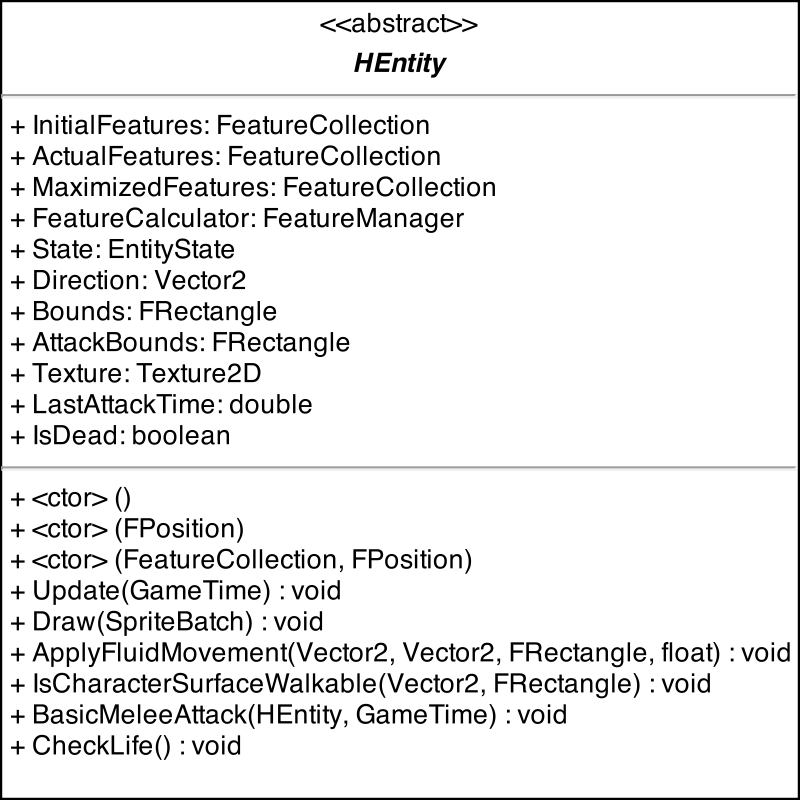 <<abstract>>
HEntity
+ InitialFeatures: FeatureCollection
+ ActualFeatures: FeatureCollection
+ MaximizedFeatures: FeatureCollection
+ FeatureCalculator: FeatureManager
+ State: EntityState
+ Direction: Vector2
+ Bounds: FRectangle
+ AttackBounds: FRectangle
+ Texture: Texture2D
+ LastAttackTime: double
+ IsDead: boolean
+ <ctor> ()
+ <ctor> (FPosition)
+ <ctor> (FeatureCollection, FPosition)
+ Update(GameTime) : void
+ Draw(SpriteBatch) : void
+ ApplyFluidMovement(Vector2, Vector2, FRectangle, float) : void
+ IsCharacterSurfaceWalkable(Vector2, FRectangle) : void
+ BasicMeleeAttack(HEntity, GameTime) : void
+ CheckLife() : void